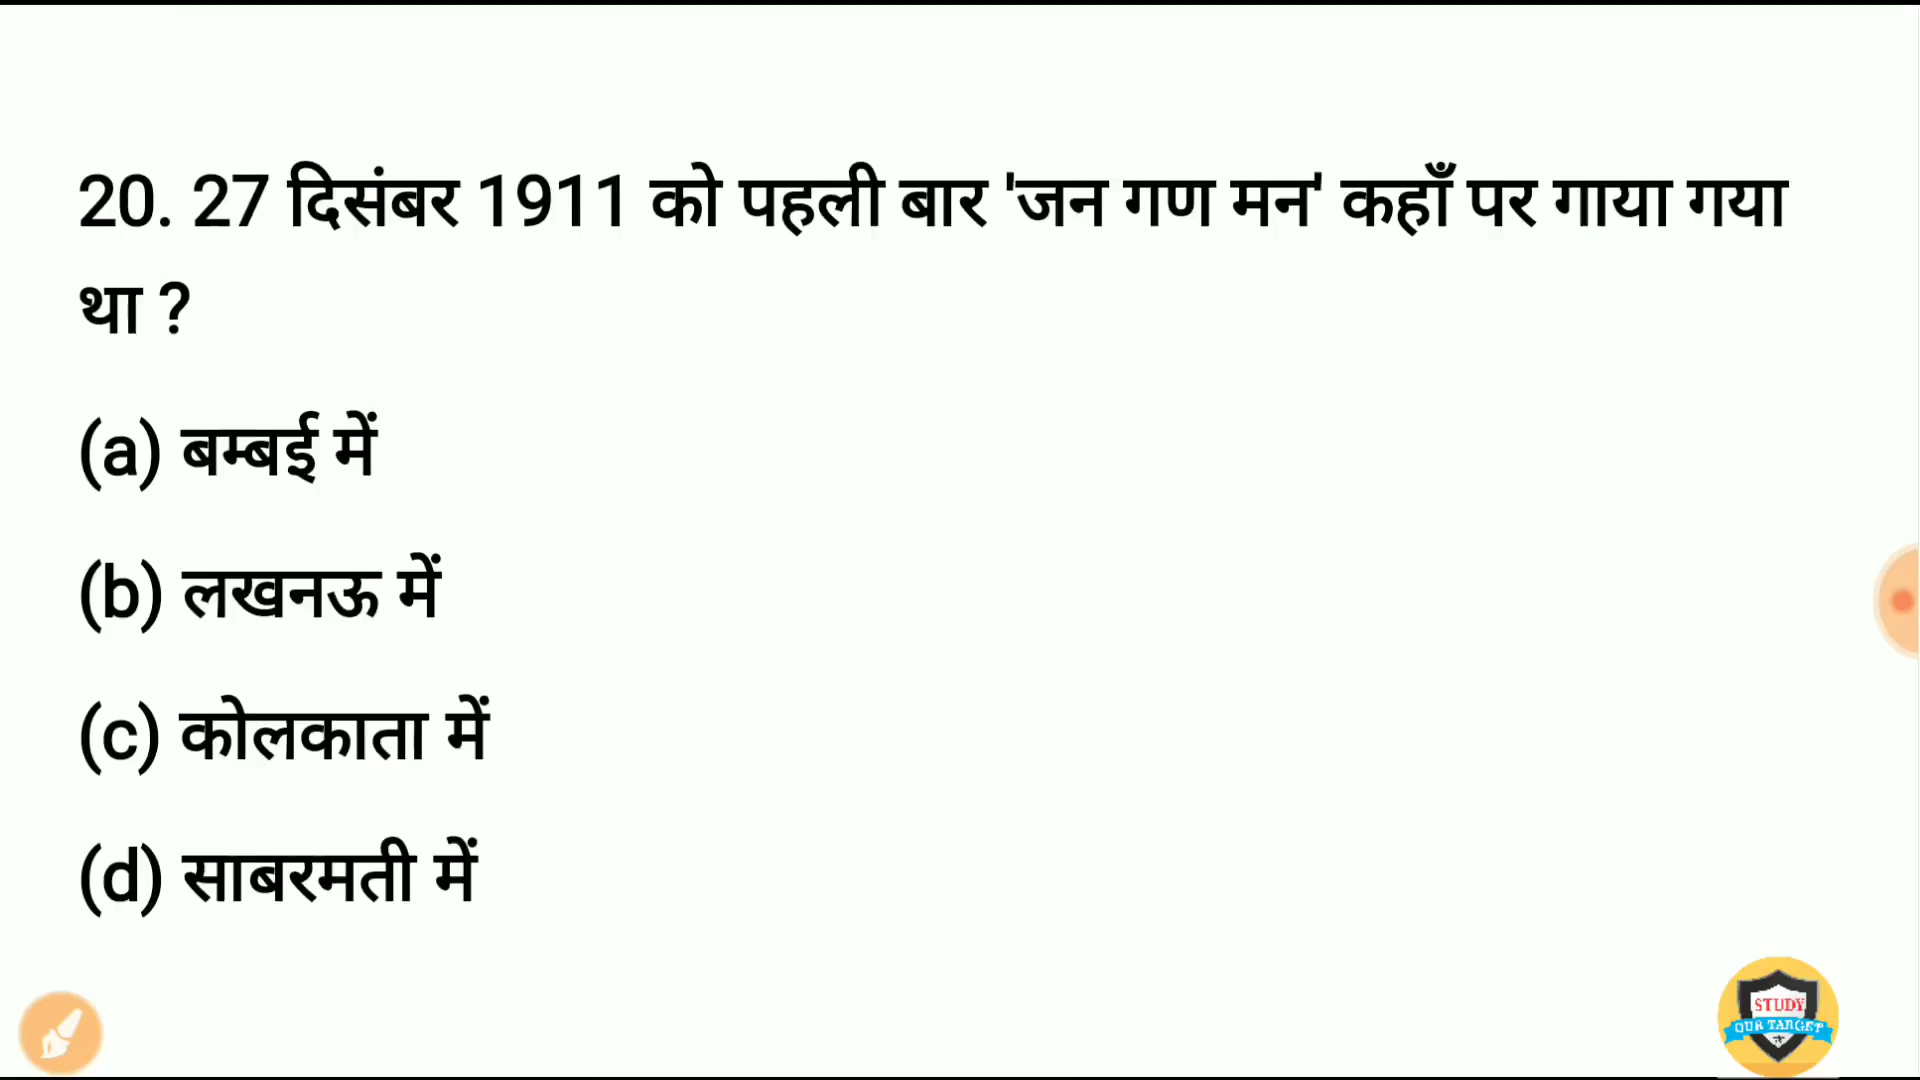 20. 27 दिसंबर 1911 को पहली बार 'जन गण मन' कहाँ पर गाया गया
था ?
(a) बम्बई में
(b) लखनऊ में
(c) कोलकाता में
(d) साबरमती में
STUDY
OUR TARGET